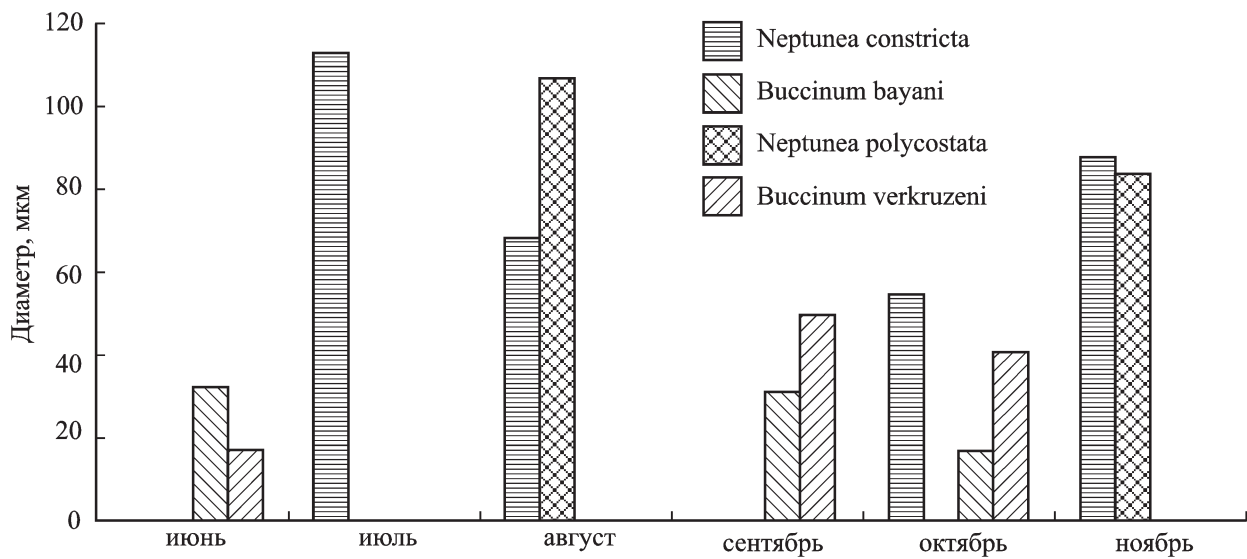 120
100
80
60
40
20
0
Диаметр, мкм
Neptunea constricta
Buccinum bayani
Neptunea polycostata
Buccinum verkruzeni
июнь июль август сентябрь октябрь ноябрь